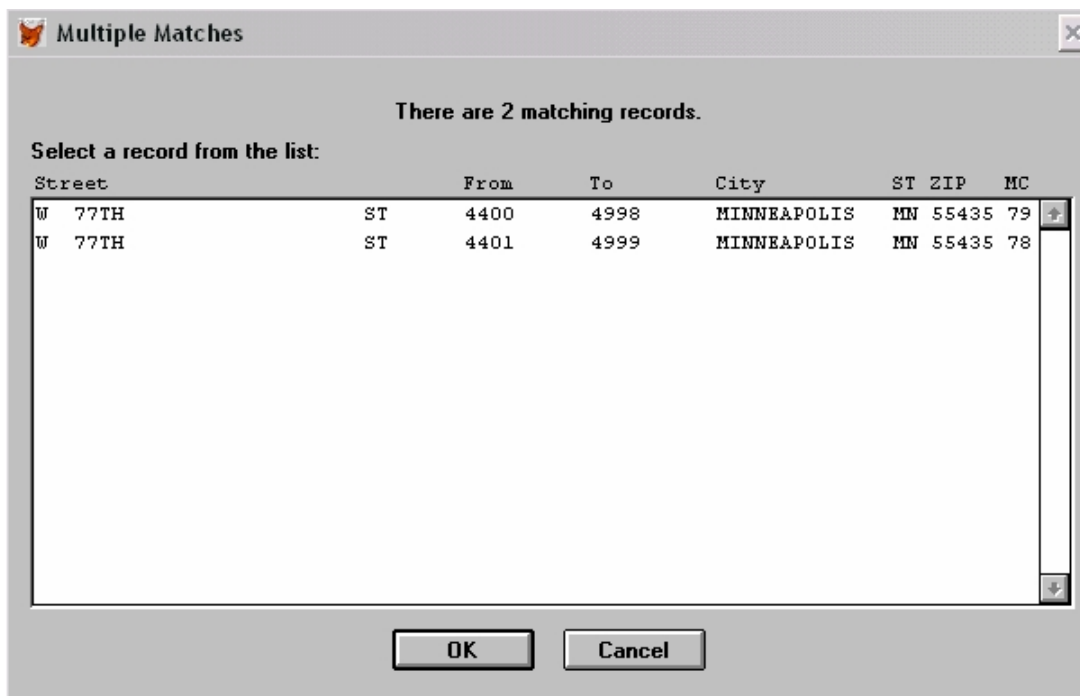 Multiple Matches
There are 2 matching records.
Select a record from the list:
Street From To City ST ZIP MC
W 77TH ST 4400 4998 MINNEAPOLIS MN 55435 79
W 77TH ST 4401 4999 MINNEAPOLIS MN 55435 78
OK Cancel